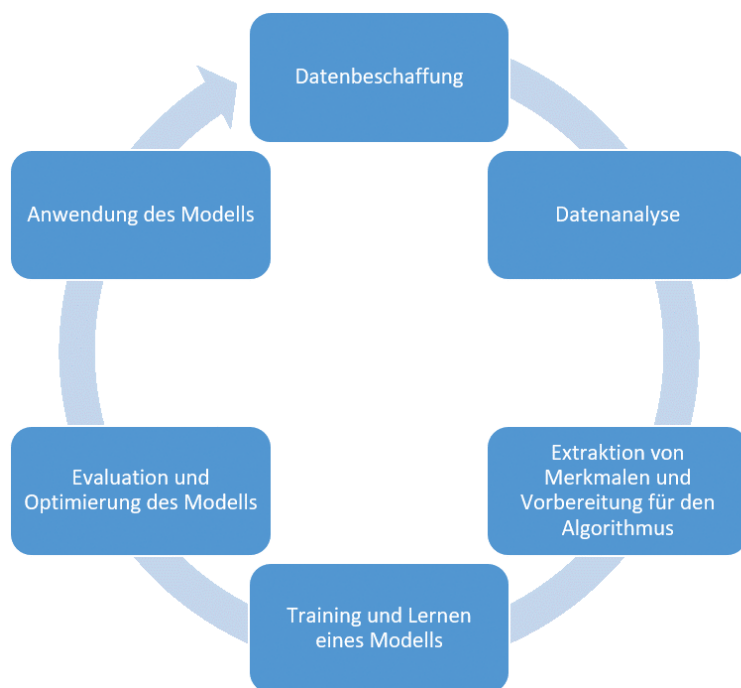 Datenbeschaffung
Datenanalyse
Extraktion von
Merkmalen und
Vorbereitung für den
Algorithmus
Training und Lernen
eines Modells
Evaluation und
Optimierung des Modells
Anwendung des Modells